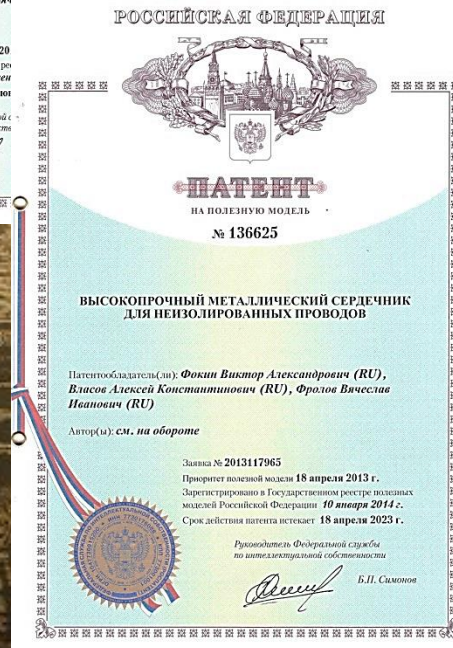 РОССИЙСКАЯ ФЕДЕРАЦИЯ
ПАТЕНТ
НА ПОЛЕЗНУЮ МОДЕЛЬ
№ 136625
ВЫСОКОПРОЧНЫЙ МЕТАЛЛИЧЕСКИЙ СЕРДЕЧНИК
ДЛЯ НЕИЗОЛИРОВАННЫХ ПРОВОДОВ
Патентообладатель(ли): Фокин Виктор Александрович (RU),
Власов Алексей Константинович (RU), Фролов Вячеслав
Иванович (RU)
Автор(ы): см. на обороте
Заявка № 2013117965
Приоритет полезной модели 18 апреля 2013 г.
Зарегистрировано в Государственном реестре полезных
моделей Российской Федерации 10 января 2014 г.
Срок действия патента истекает 18 апреля 2023 г.
Руководитель Федеральной службы
по интеллектуальной собственности
Б.П. Симонов